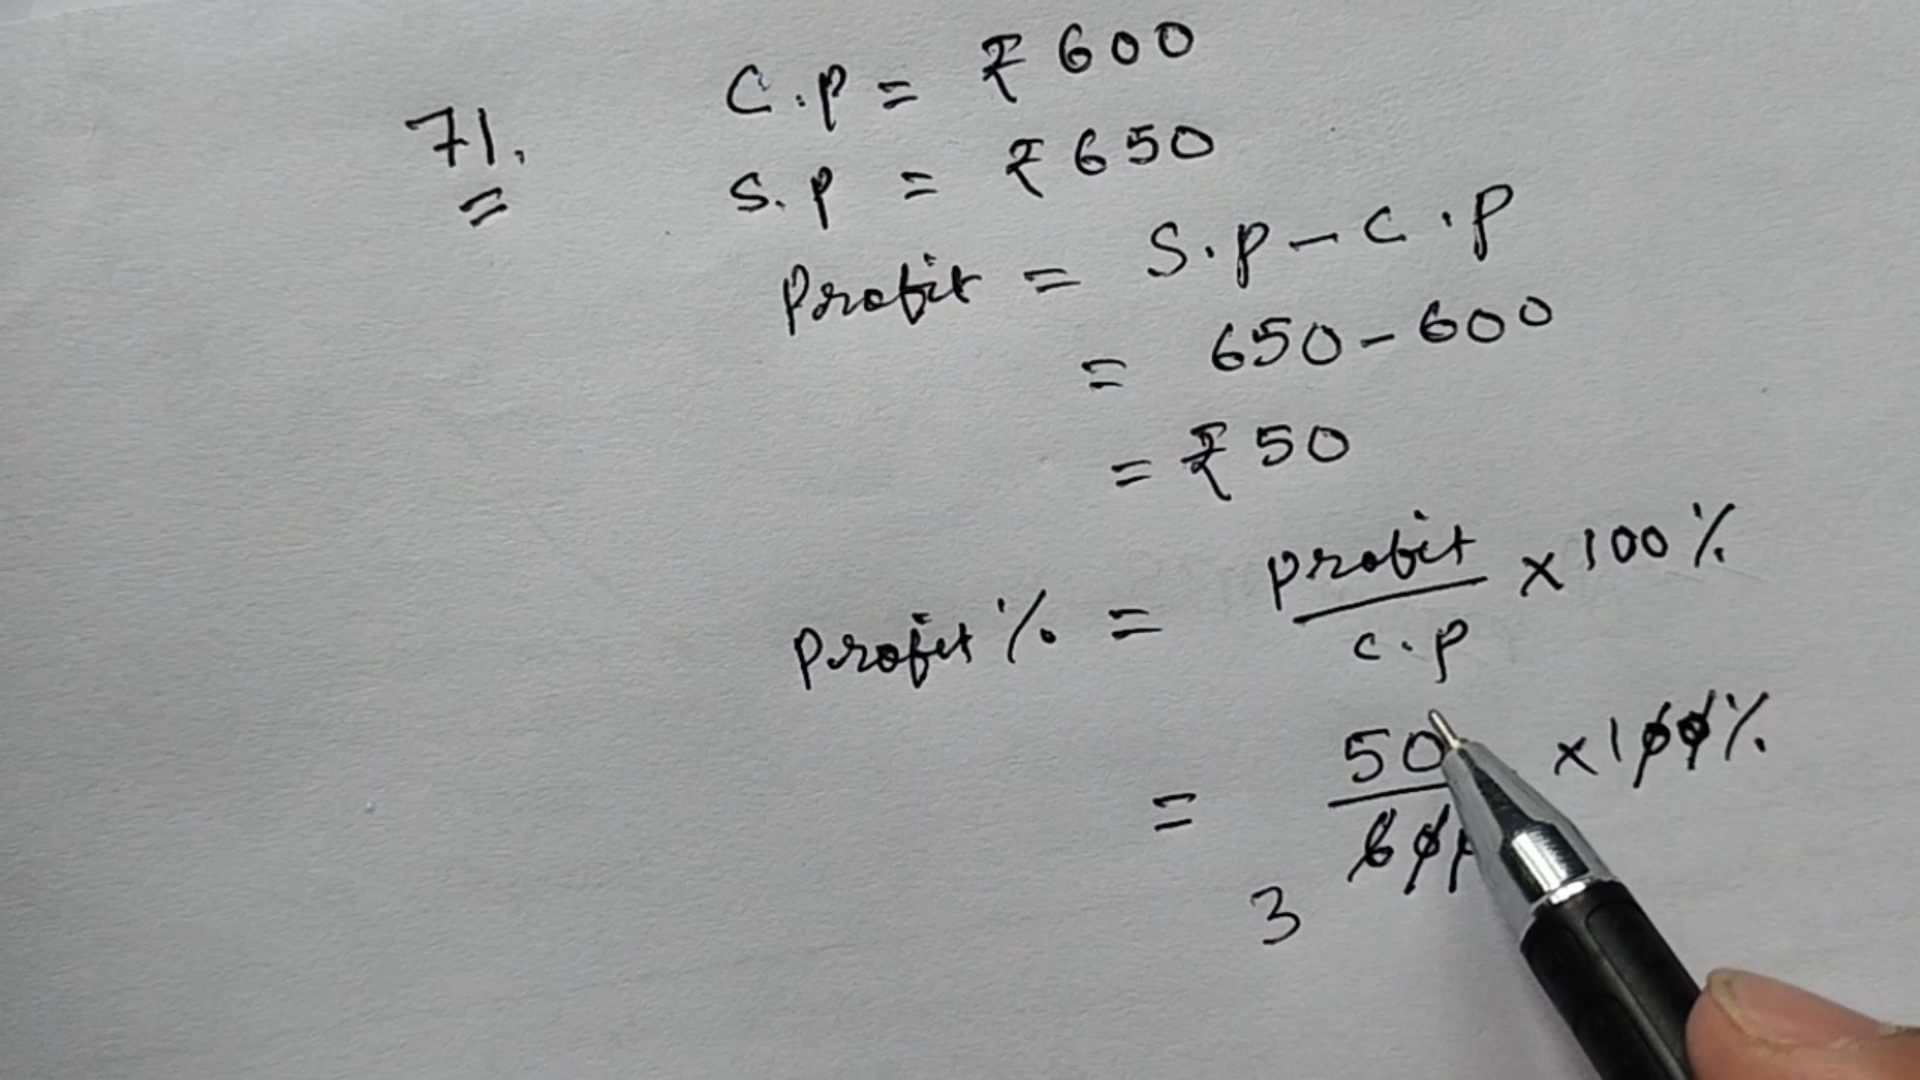 71.
C.P = ₹ 600
S.P = ₹ 650
Profit = S.P - C.P
= 650 - 600
= ₹ 50
Profit % = profit / C.P × 100 %
= 50 / 600 × 100 %
3